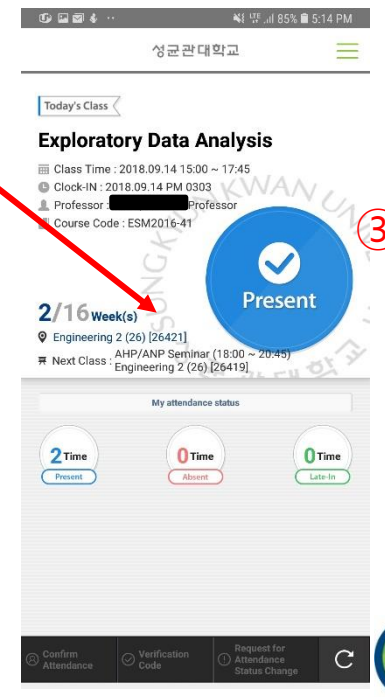 85% 5:14 PM
성균관대학교
Today's Class
Exploratory Data Analysis
Class Time : 2018.09.14 15:00 ~ 17:45
Clock-IN : 2018.09.14 PM 0303
Professor : Professor
Course Code : ESM2016-41
③
Present
2/16 Week(s)
Engineering 2 (26) [26421]
Next Class : AHP/ANP Seminar (18:00 ~ 20:45)
Engineering 2 (26) [26419]
My attendance status
2 Time 0 Time 0 Time
Present Absent Late-In
Confirm Attendance
Verification Code
Request for Attendance Status Change